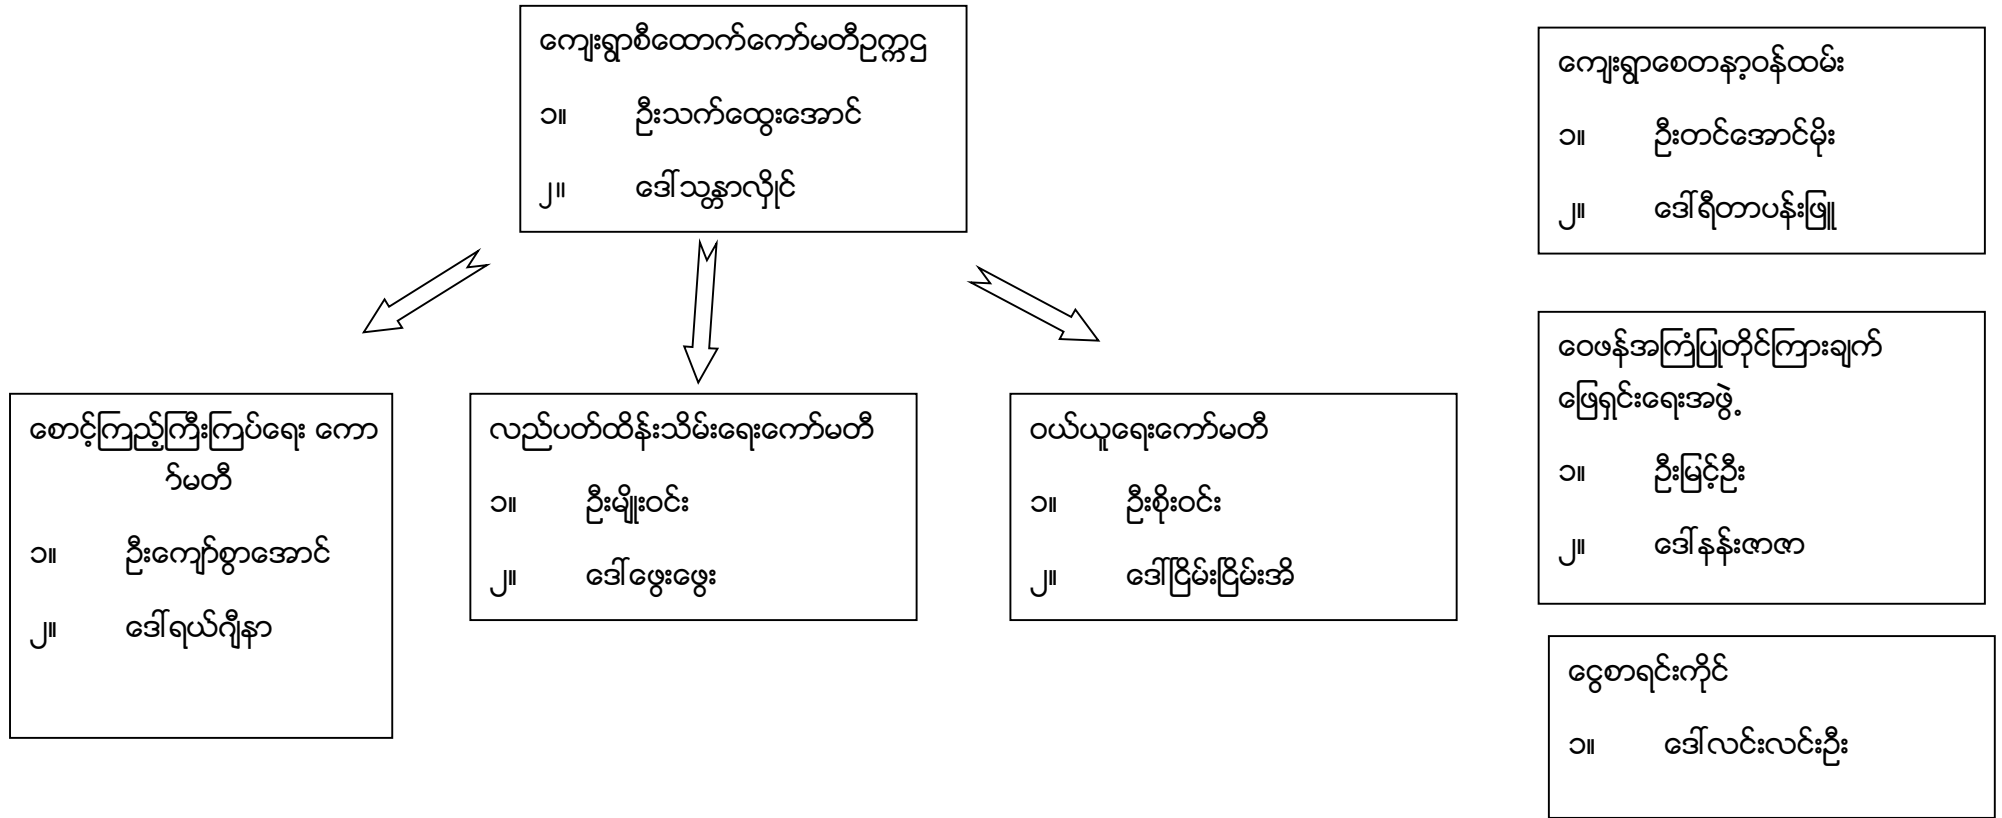 ကျေးရွာစီထောက်ကော်မတီဥက္ကဌ
၁။ ဦးသက်ထွေးအောင်
၂။ ဒေါ်သန္တာလှိုင်
ကျေးရွာစေတနာ့ဝန်ထမ်း
၁။ ဦးတင်အောင်မိုး
၂။ ဒေါ်ရီတာပန်းဖြူ
စောင့်ကြည့်ကြီးကြပ်ရေး ကော
်မတီ
၁။ ဦးကျော်စွာအောင်
၂။ ဒေါ်ရယ်ဂျီနာ
လည်ပတ်ထိန်းသိမ်းရေးကော်မတီ
၁။ ဦးမျိုးဝင်း
၂။ ဒေါ်ဖွေးဖွေး
ဝယ်ယူရေးကော်မတီ
၁။ ဦးစိုးဝင်း
၂။ ဒေါ်ငြိမ်းငြိမ်းအိ
ဝေဖန်အကြံပြုတိုင်ကြားချက်
ဖြေရှင်းရေးအဖွဲ့
၁။ ဦးမြင့်ဦး
၂။ ဒေါ်နန်းဇာဇာ
ငွေစာရင်းကိုင်
၁။ ဒေါ်လင်းလင်းဦး